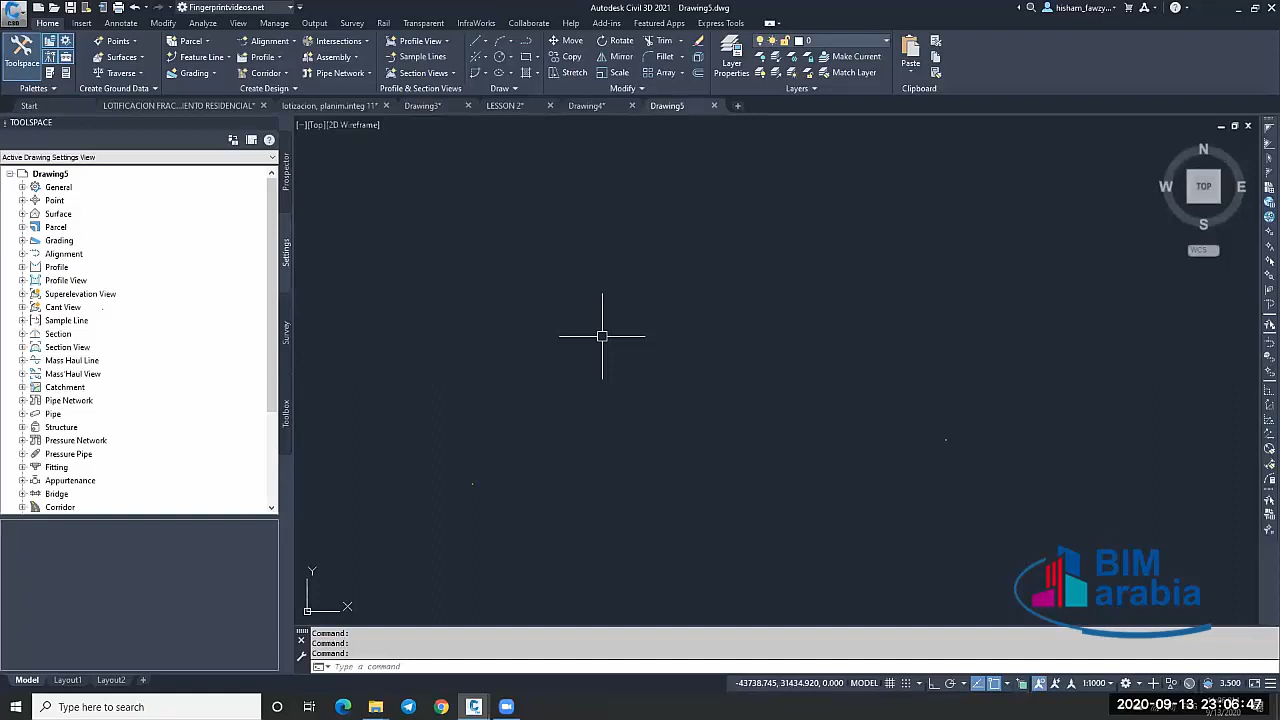 C3D
Fingerprintvideos.net
Autodesk Civil 3D 2021
Drawing5.dwg
hisham_fawzy...
Home
Insert
Annotate
Modify
Analyze
View
Manage
Output
Survey
Rail
Transparent
InfraWorks
Collaborate
Help
Add-ins
Featured Apps
Express Tools
Toolspace
Points
Surfaces
Traverse
Parcel
Feature Line
Grading
Alignment
Profile
Corridor
Intersections
Assembly
Pipe Network
Profile View
Sample Lines
Section Views
Move
Copy
Stretch
Rotate
Mirror
Scale
Trim
Fillet
Array
Layer
Properties
0
Make Current
Match Layer
Paste
Palettes
Create Ground Data
Create Design
Profile & Section Views
Draw
Modify
Layers
Clipboard
Start
LOTIFICACION FRAC...IENTO RESIDENCIAL*
lotizacion, planim.integ 11*
Drawing3*
LESSON 2*
Drawing4*
Drawing5
TOOLSPACE
Active Drawing Settings View
Drawing5
General
Point
Surface
Parcel
Grading
Alignment
Profile
Profile View
Superelevation View
Cant View
Sample Line
Section
Section View
Mass Haul Line
Mass Haul View
Catchment
Pipe Network
Pipe
Structure
Pressure Network
Pressure Pipe
Fitting
Appurtenance
Bridge
Corridor
Prospector
Settings
Survey
Toolbox
[−][Top][2D Wireframe]
N
W
TOP
E
S
WCS
Y
X
BIM
arabia
Command:
Command:
Command:
Type a command
Model
Layout1
Layout2
-43738.745, 31434.920, 0.000
MODEL
1:1000
3.500
Type here to search
2020-09-13 23:06:47